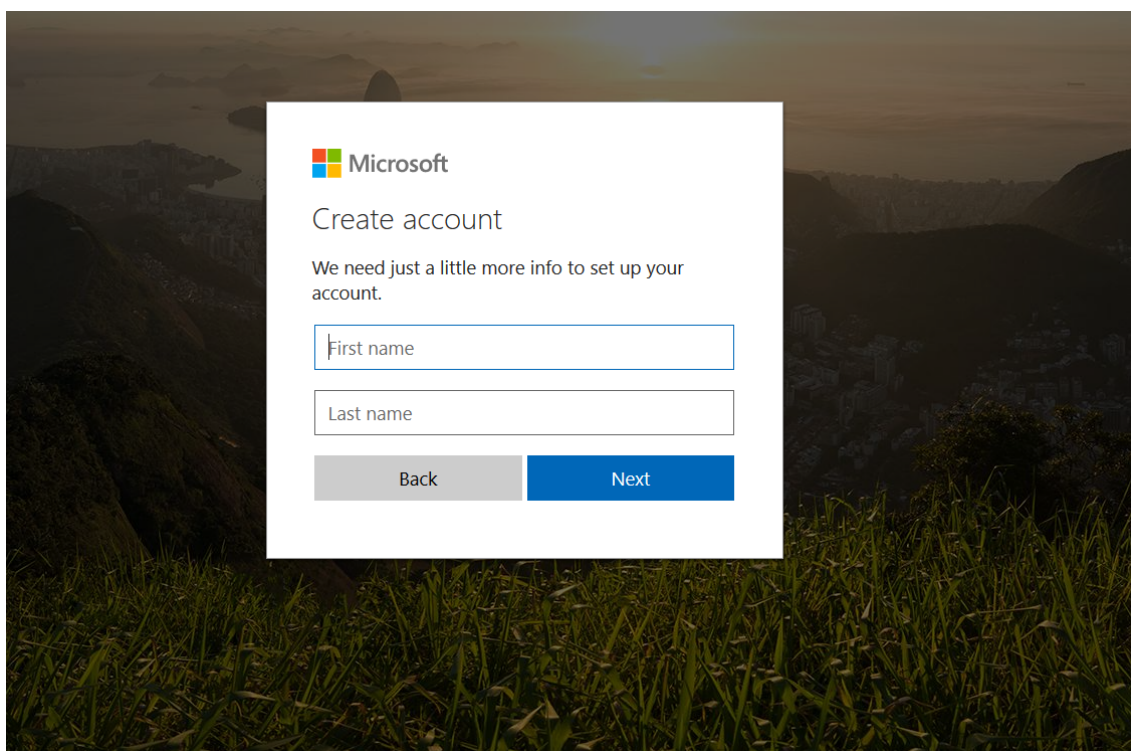 Microsoft
Create account
We need just a little more info to set up your
account.
First name
Last name
Back Next